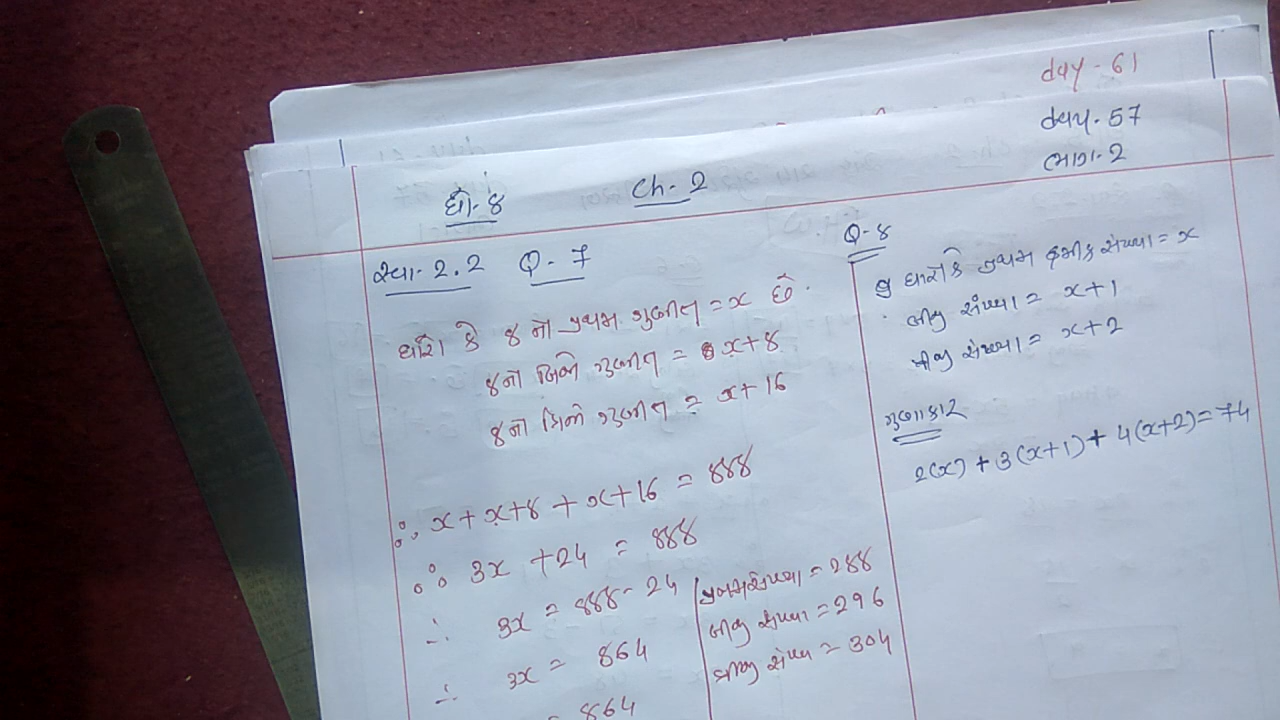 day - 61
day - 57
ભાગ-2
ધો-8 Ch-2
સ્વા-2.2 Q-7
ધારો કે 8 નો પ્રથમ ગુણીત = x છે.
8નો બિજો ગુણીત = x+8
8નો ત્રિજો ગુણીત = x+16
∴ x+x+8+x+16 = 888
∴ 3x+24 = 888
∴ 3x = 888-24
∴ 3x = 864
= 864
પ્રથમ સંખ્યા = 288
બીજી સંખ્યા = 296
ત્રીજી સંખ્યા = 304
Q-8
ધારો કે પ્રથમ ક્રમીક સંખ્યા = x
બીજી સંખ્યા = x+1
ત્રીજી સંખ્યા = x+2
ગુણાકાર
2(x)+3(x+1)+4(x+2)=74